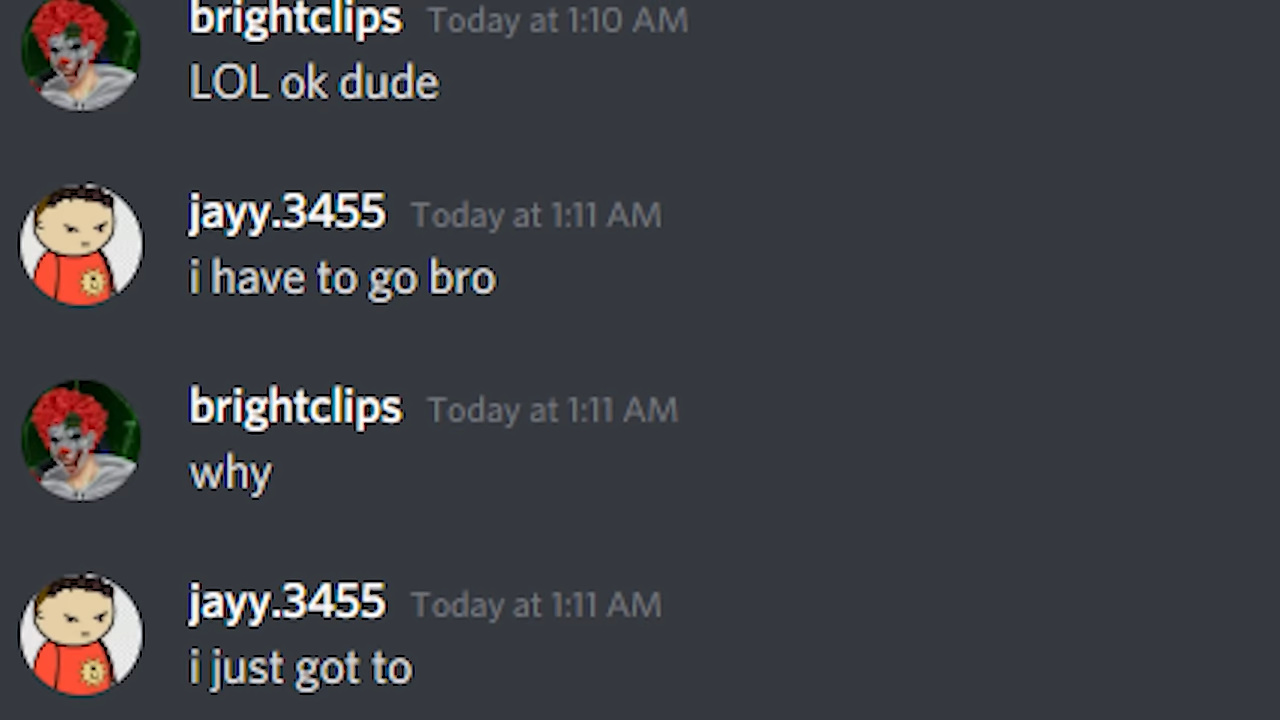 brightclips Today at 1:10 AM
LOL ok dude
jayy.3455 Today at 1:11 AM
i have to go bro
brightclips Today at 1:11 AM
why
jayy.3455 Today at 1:11 AM
i just got to